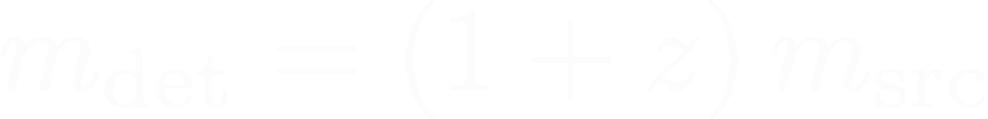 m_det = (1 + z) m_src